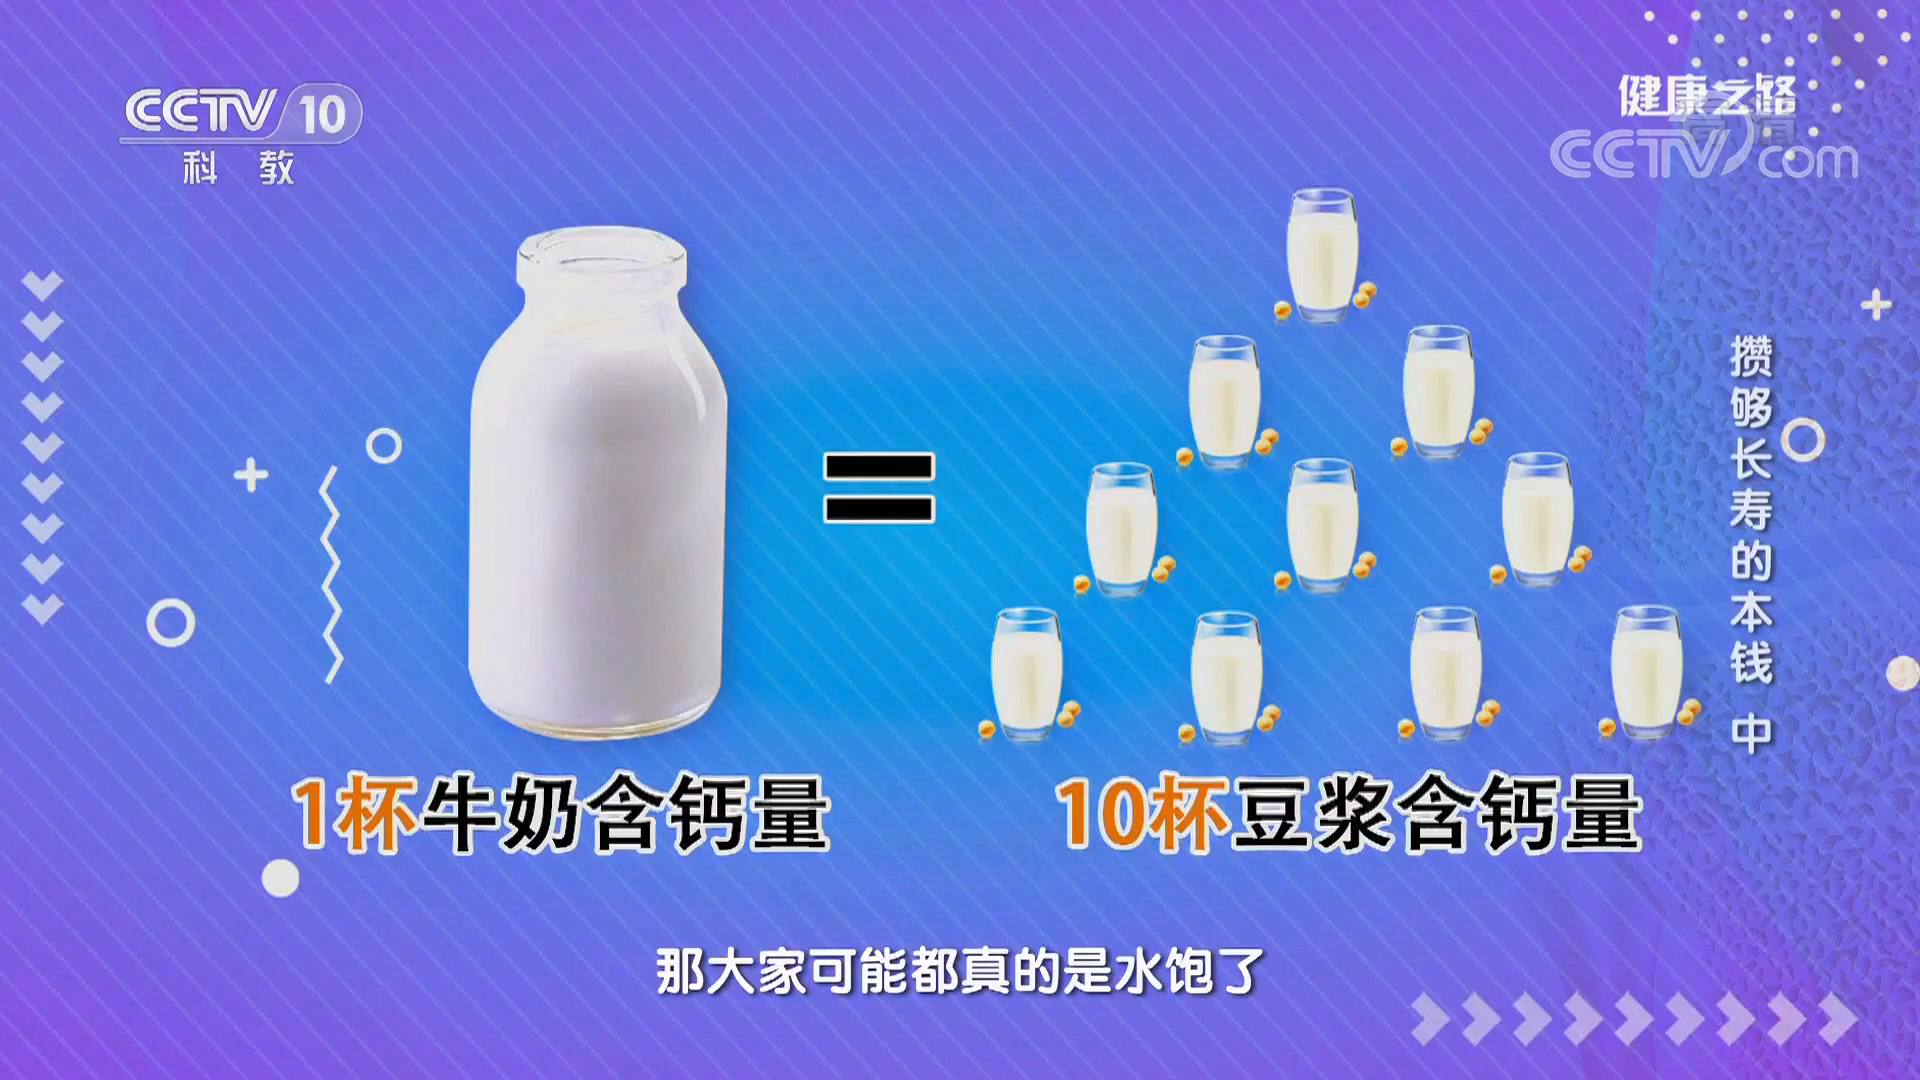 CCTV 10
科 教
健康之路
CCTV.com
攒够长寿的本钱 中
1杯牛奶含钙量
=
10杯豆浆含钙量
那大家可能都真的是水饱了